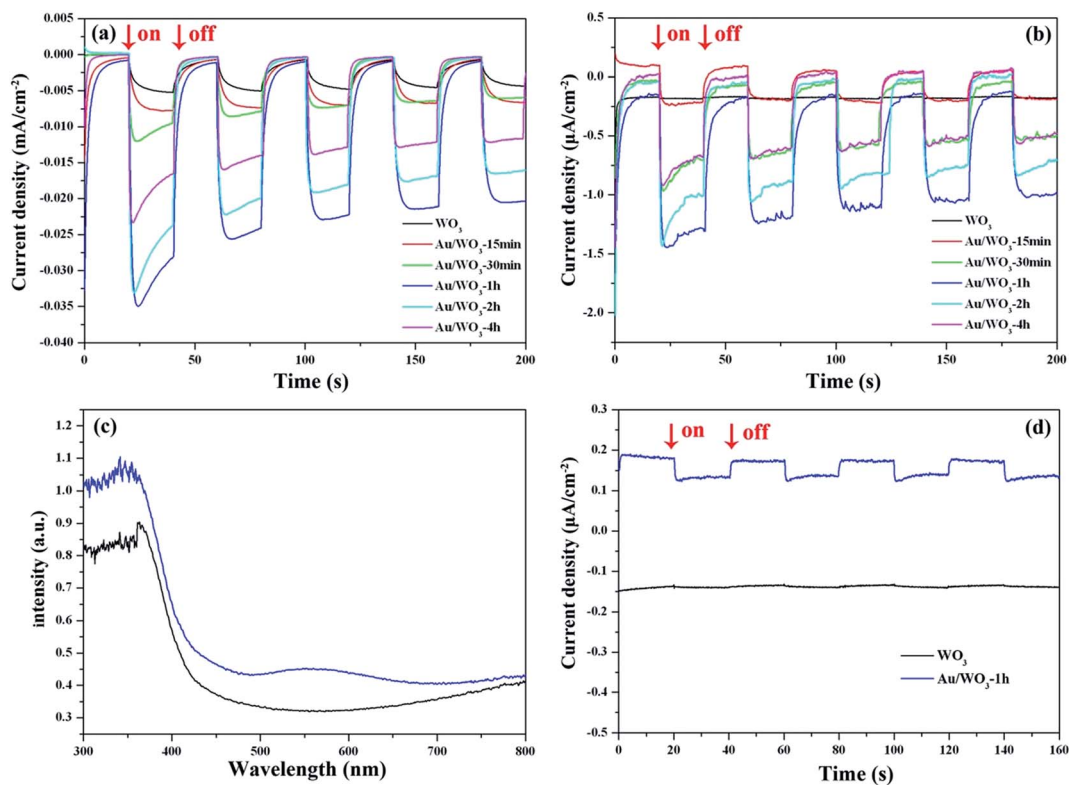 (a)
on
off
0.005
0.000
-0.005
-0.010
-0.015
-0.020
-0.025
-0.030
-0.035
-0.040
Current density (mA/cm⁻²)
WO₃
Au/WO₃-15min
Au/WO₃-30min
Au/WO₃-1h
Au/WO₃-2h
Au/WO₃-4h
0 50 100 150 200
Time (s)
(b)
on
off
0.5
0.0
-0.5
-1.0
-1.5
-2.0
Current density (μA/cm⁻²)
WO₃
Au/WO₃-15min
Au/WO₃-30min
Au/WO₃-1h
Au/WO₃-2h
Au/WO₃-4h
0 50 100 150 200
Time (s)
(c)
1.2
1.1
1.0
0.9
0.8
0.7
0.6
0.5
0.4
0.3
intensity (a.u.)
300 400 500 600 700 800
Wavelength (nm)
(d)
on
off
0.3
0.2
0.1
0.0
-0.1
-0.2
-0.3
-0.4
-0.5
Current density (μA/cm⁻²)
WO₃
Au/WO₃-1h
0 20 40 60 80 100 120 140 160
Time (s)